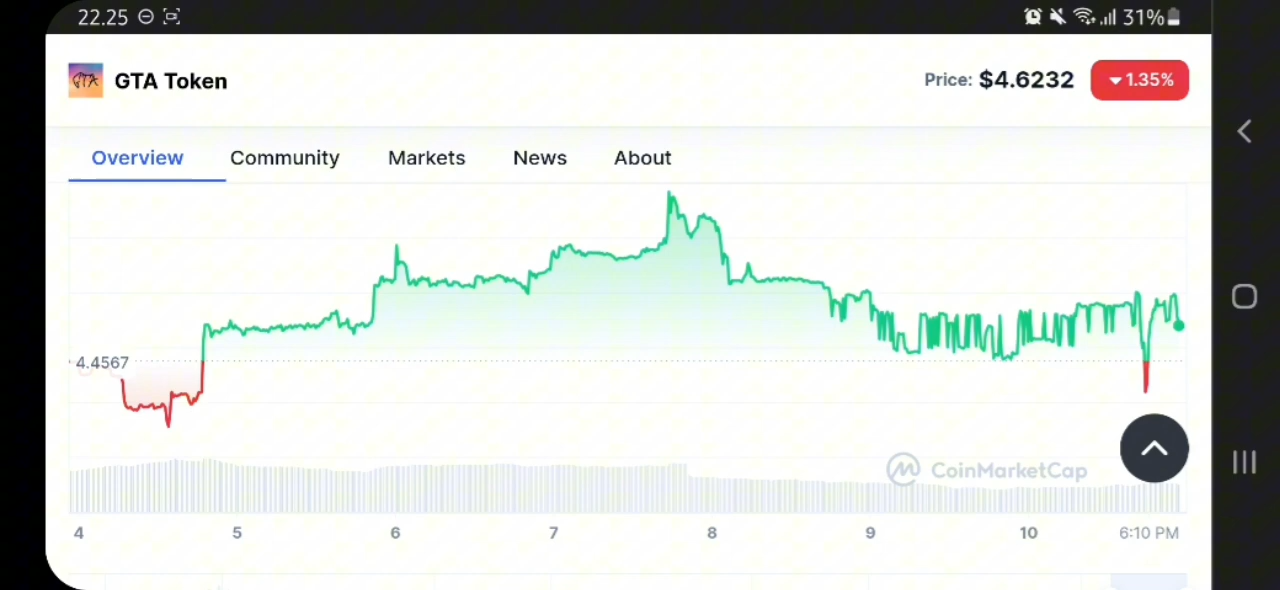 22.25
31%
GTA
GTA Token
Price: $4.6232
1.35%
Overview Community Markets News About
4.4567
CoinMarketCap
4 5 6 7 8 9 10 6:10 PM